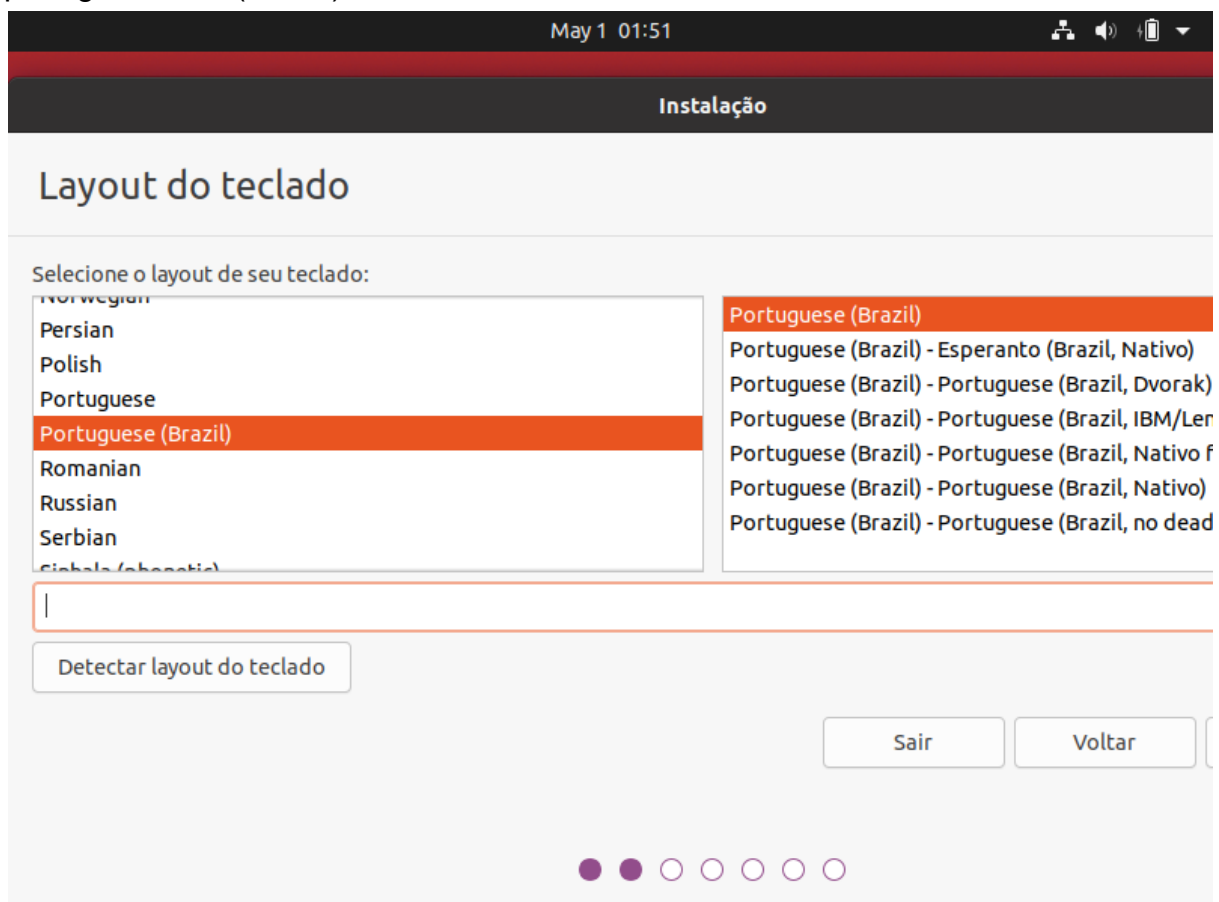 May 1 01:51
Instalação
Layout do teclado
Selecione o layout de seu teclado:
Norwegian
Persian
Polish
Portuguese
Portuguese (Brazil)
Romanian
Russian
Serbian
Sinhala (phonetic)
Portuguese (Brazil)
Portuguese (Brazil) - Esperanto (Brazil, Nativo)
Portuguese (Brazil) - Portuguese (Brazil, Dvorak)
Portuguese (Brazil) - Portuguese (Brazil, IBM/Len
Portuguese (Brazil) - Portuguese (Brazil, Nativo f
Portuguese (Brazil) - Portuguese (Brazil, Nativo)
Portuguese (Brazil) - Portuguese (Brazil, no dead
Detectar layout do teclado
Sair
Voltar